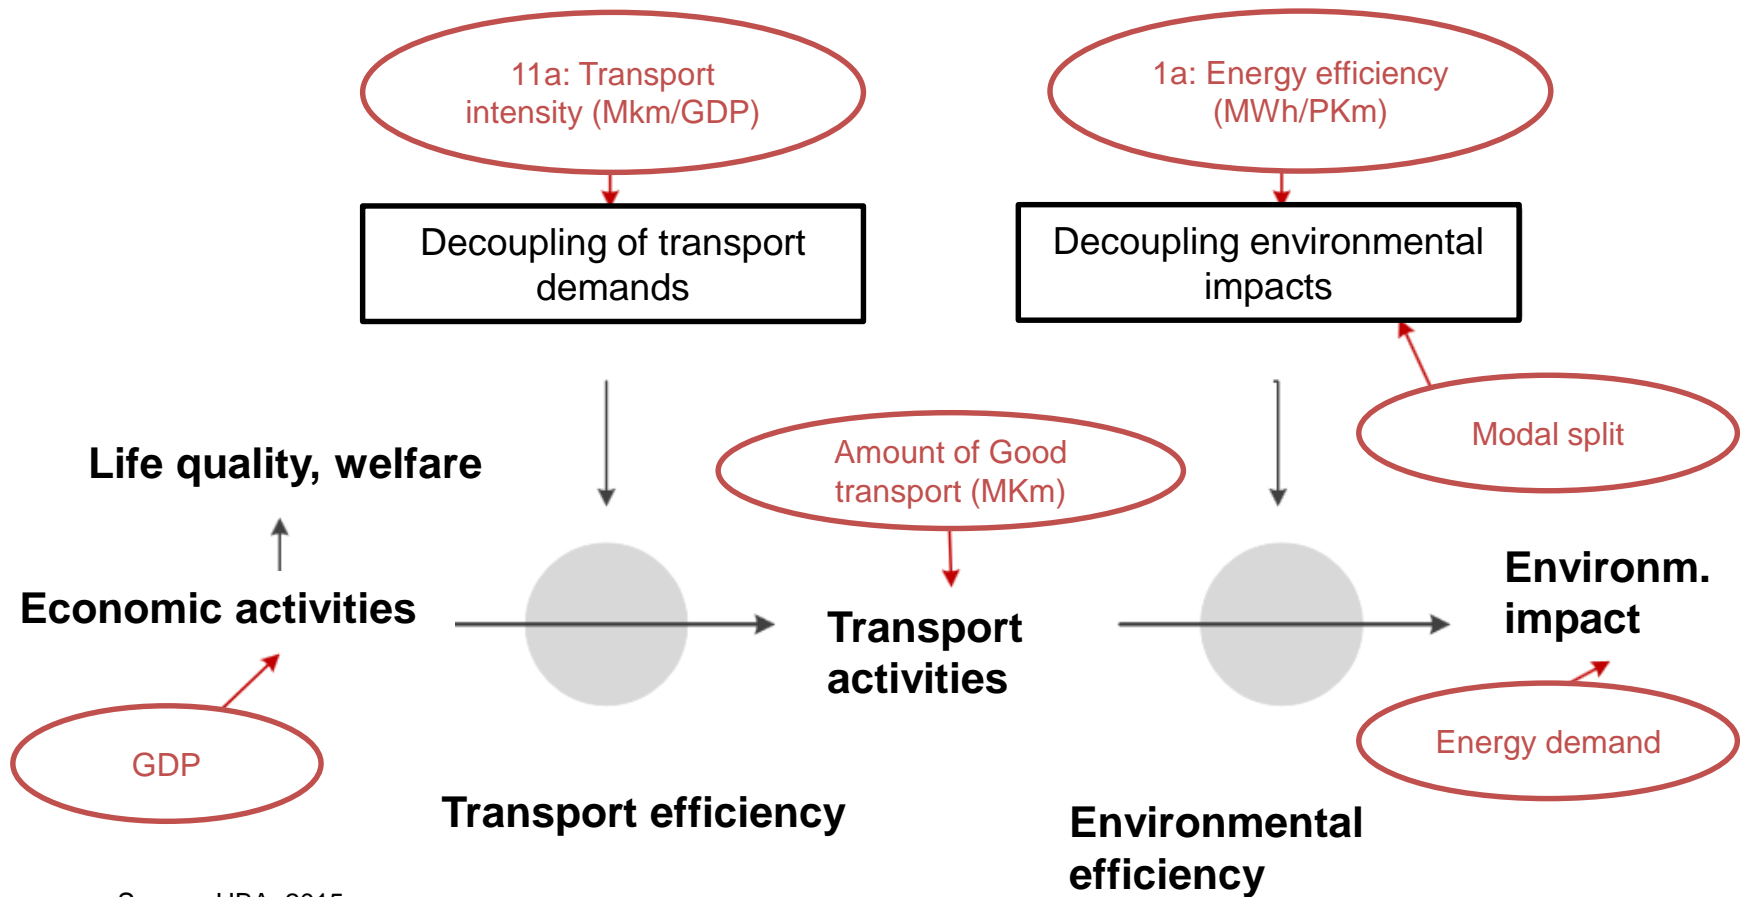 11a: Transport
intensity (Mkm/GDP)
1a: Energy efficiency
(MWh/PKm)
Decoupling of transport
demands
Decoupling environmental
impacts
Modal split
Amount of Good
transport (MKm)
Life quality, welfare
Economic activities
Transport
activities
Environm.
impact
GDP
Energy demand
Transport efficiency
Environmental
efficiency